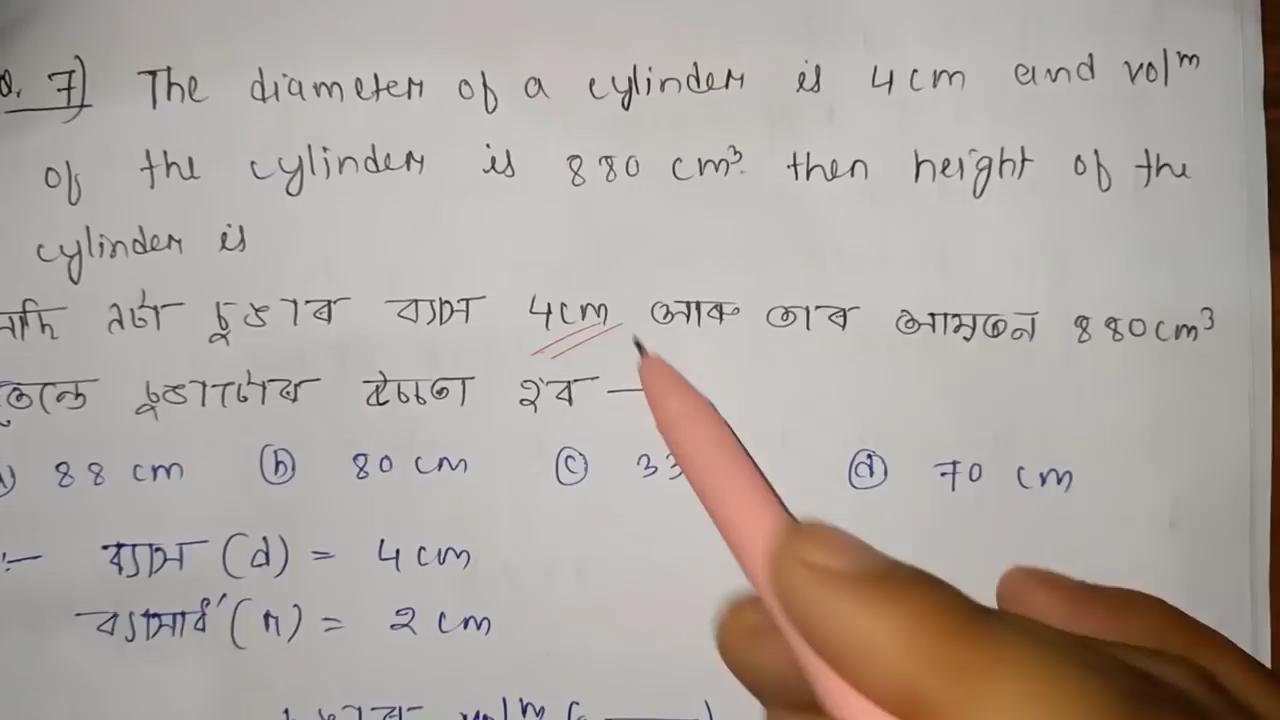 Q. 7) The diameter of a cylinder is 4 cm and vol^m
of the cylinder is 880 cm³. then height of the
cylinder is
যদি এটা চুঙাৰ ব্যাস 4cm আৰু তাৰ আয়তন 880cm³
তেন্তে চুঙাটোৰ উচ্চতা হ'ব —
88 cm (b) 80 cm (c) (d) 70 cm
:- ব্যাস (d) = 4 cm
ব্যাসাৰ্ধ (r) = 2 cm